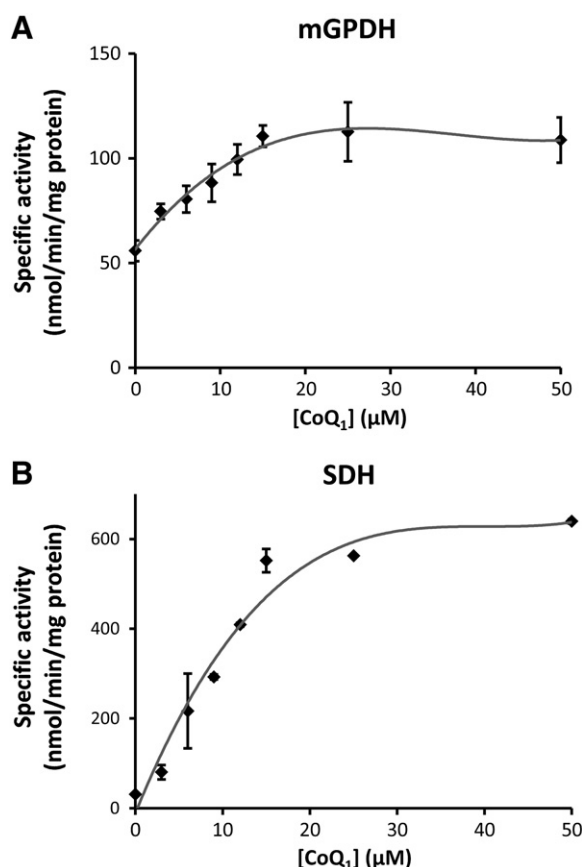 A
mGPDH
Specific activity
(nmol/min/mg protein)
150
100
50
0
0 10 20 30 40 50
[CoQ₁] (µM)
B
SDH
Specific activity
(nmol/min/mg protein)
600
400
200
0
0 10 20 30 40 50
[CoQ₁] (µM)